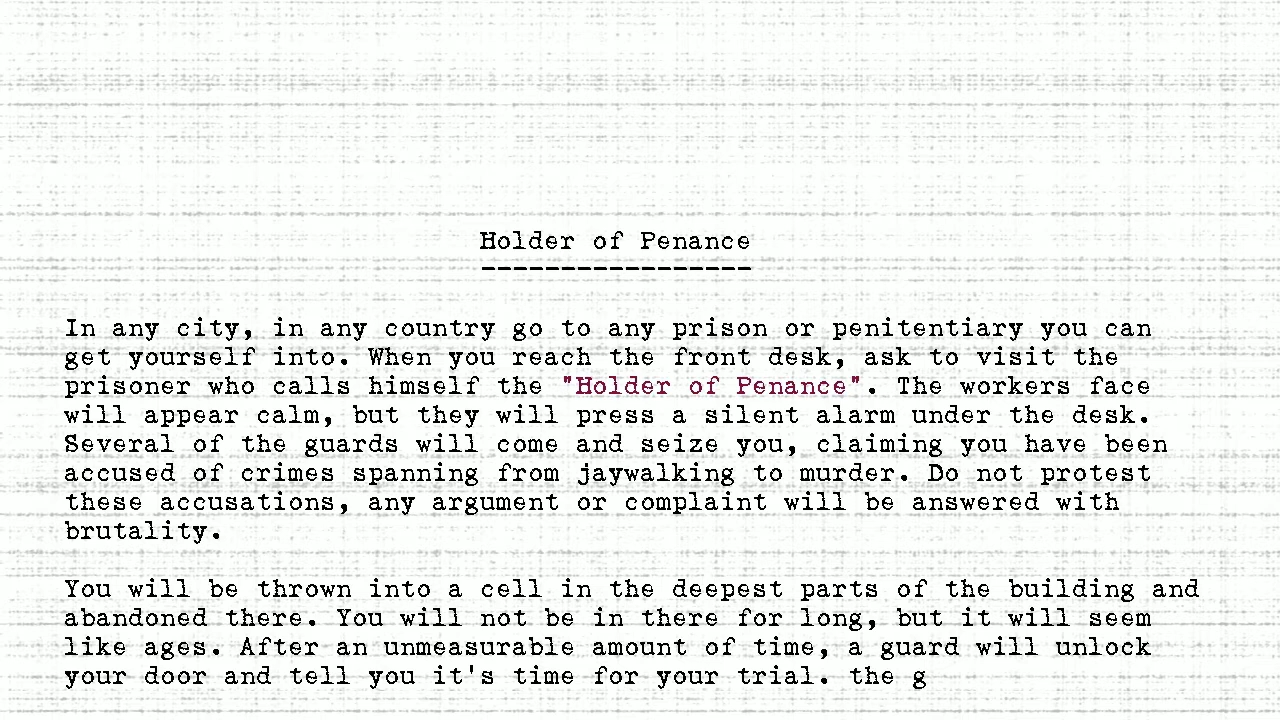 Holder of Penance
-----------------
In any city, in any country go to any prison or penitentiary you can
get yourself into. When you reach the front desk, ask to visit the
prisoner who calls himself the "Holder of Penance". The workers face
will appear calm, but they will press a silent alarm under the desk.
Several of the guards will come and seize you, claiming you have been
accused of crimes spanning from jaywalking to murder. Do not protest
these accusations, any argument or complaint will be answered with
brutality.
You will be thrown into a cell in the deepest parts of the building and
abandoned there. You will not be in there for long, but it will seem
like ages. After an unmeasurable amount of time, a guard will unlock
your door and tell you it's time for your trial. the g